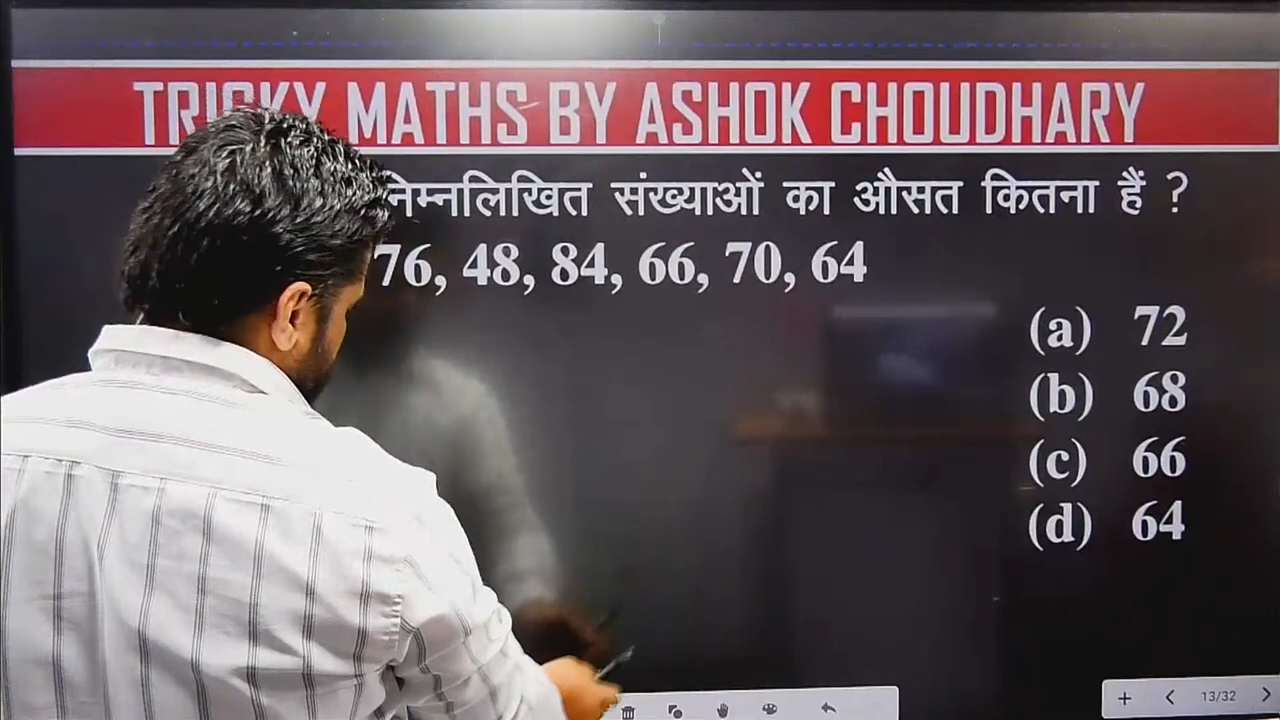 TRICKY MATHS BY ASHOK CHOUDHARY
निम्नलिखित संख्याओं का औसत कितना हैं ?
76, 48, 84, 66, 70, 64
(a) 72
(b) 68
(c) 66
(d) 64
13/32